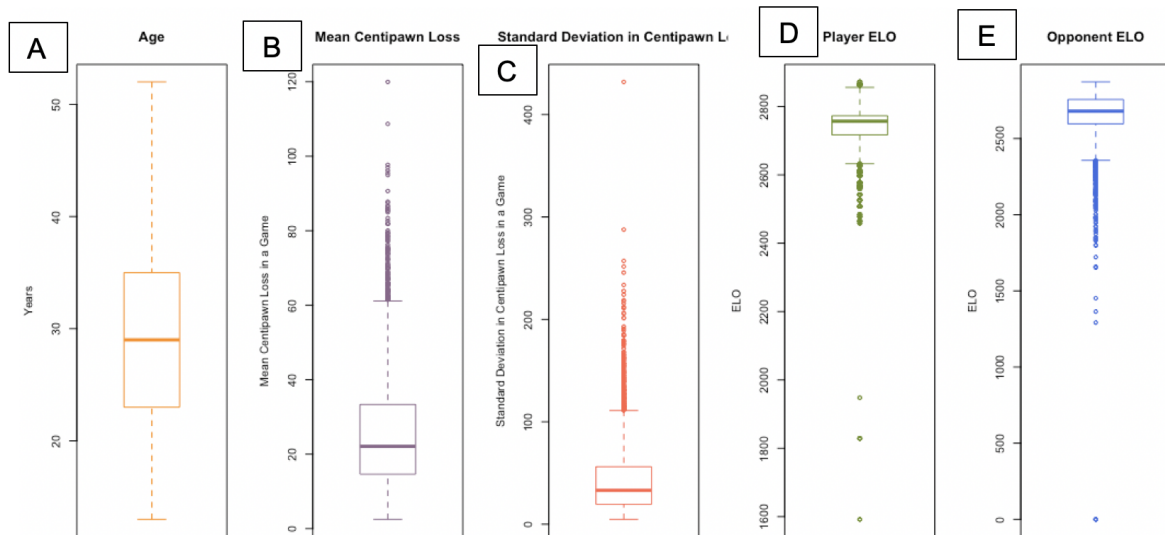 A
Age
Years
50
40
30
20
B
Mean Centipawn Loss
Mean Centipawn Loss in a Game
120
100
80
60
40
20
0
C
Standard Deviation in Centipawn L
Standard Deviation in Centipawn Loss in a Game
400
300
200
100
0
D
Player ELO
ELO
2800
2600
2400
2200
2000
1800
1600
E
Opponent ELO
ELO
2500
2000
1500
1000
500
0